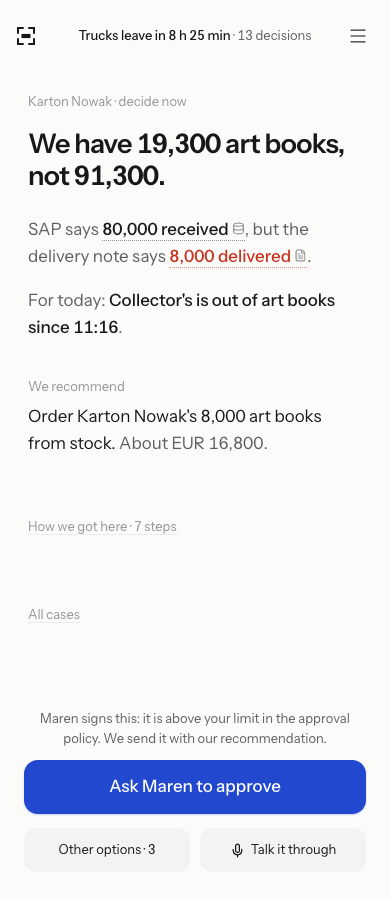 Trucks leave in 8 h 25 min · 13 decisions
Karton Nowak · decide now
We have 19,300 art books,
not 91,300.
SAP says 80,000 received, but the
delivery note says 8,000 delivered.
For today: Collector's is out of art books
since 11:16.
We recommend
Order Karton Nowak's 8,000 art books
from stock. About EUR 16,800.
How we got here · 7 steps
All cases
Maren signs this: it is above your limit in the approval
policy. We send it with our recommendation.
Ask Maren to approve
Other options · 3
Talk it through